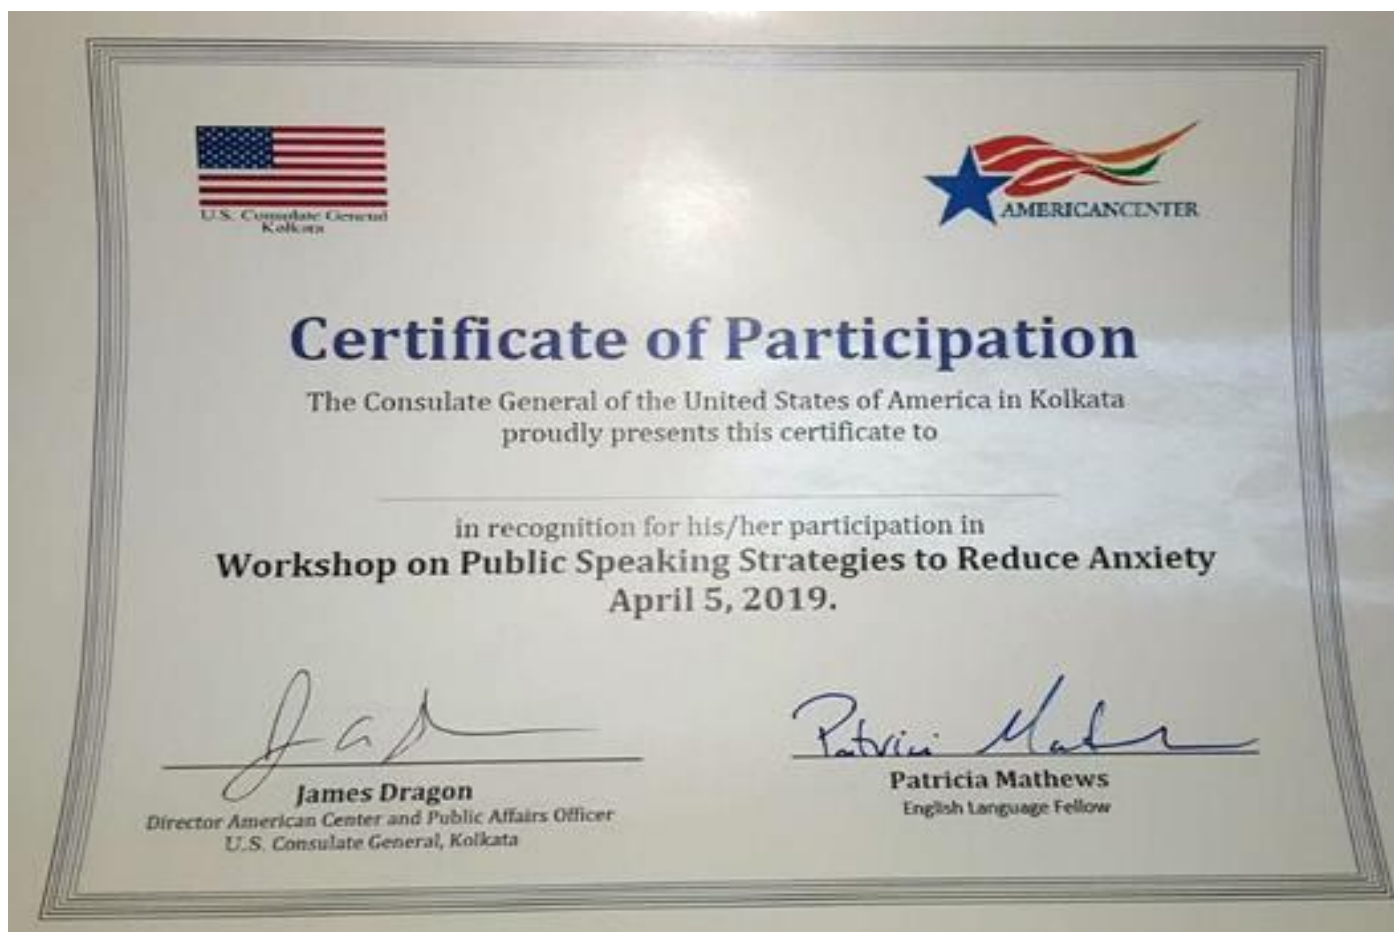 U.S. Consulate General
Kolkata
AMERICANCENTER
Certificate of Participation
The Consulate General of the United States of America in Kolkata
proudly presents this certificate to
in recognition for his/her participation in
Workshop on Public Speaking Strategies to Reduce Anxiety
April 5, 2019.
James Dragon
Director American Center and Public Affairs Officer
U.S. Consulate General, Kolkata
Patricia Mathews
English Language Fellow